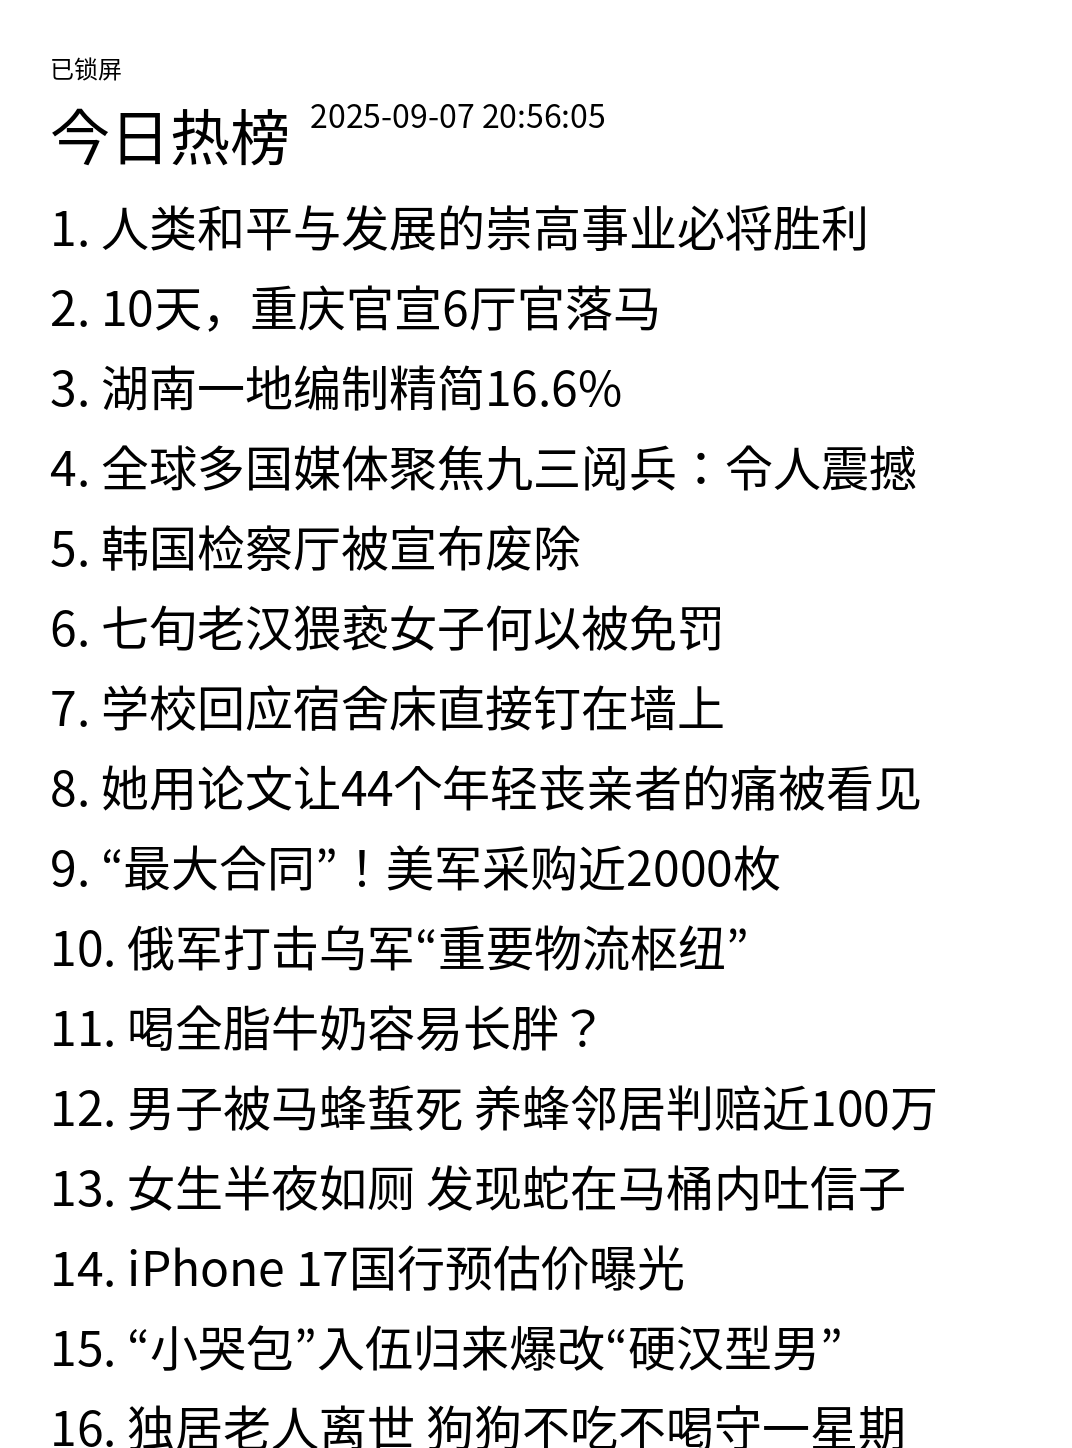 已锁屏
今日热榜 2025-09-07 20:56:05
1. 人类和平与发展的崇高事业必将胜利
2. 10天，重庆官宣6厅官落马
3. 湖南一地编制精简16.6%
4. 全球多国媒体聚焦九三阅兵：令人震撼
5. 韩国检察厅被宣布废除
6. 七旬老汉猥亵女子何以被免罚
7. 学校回应宿舍床直接钉在墙上
8. 她用论文让44个年轻丧亲者的痛被看见
9. “最大合同”！美军采购近2000枚
10. 俄军打击乌军“重要物流枢纽”
11. 喝全脂牛奶容易长胖？
12. 男子被马蜂蜇死 养蜂邻居判赔近100万
13. 女生半夜如厕 发现蛇在马桶内吐信子
14. iPhone 17国行预估价曝光
15. “小哭包”入伍归来爆改“硬汉型男”
16. 独居老人离世 狗狗不吃不喝守一星期